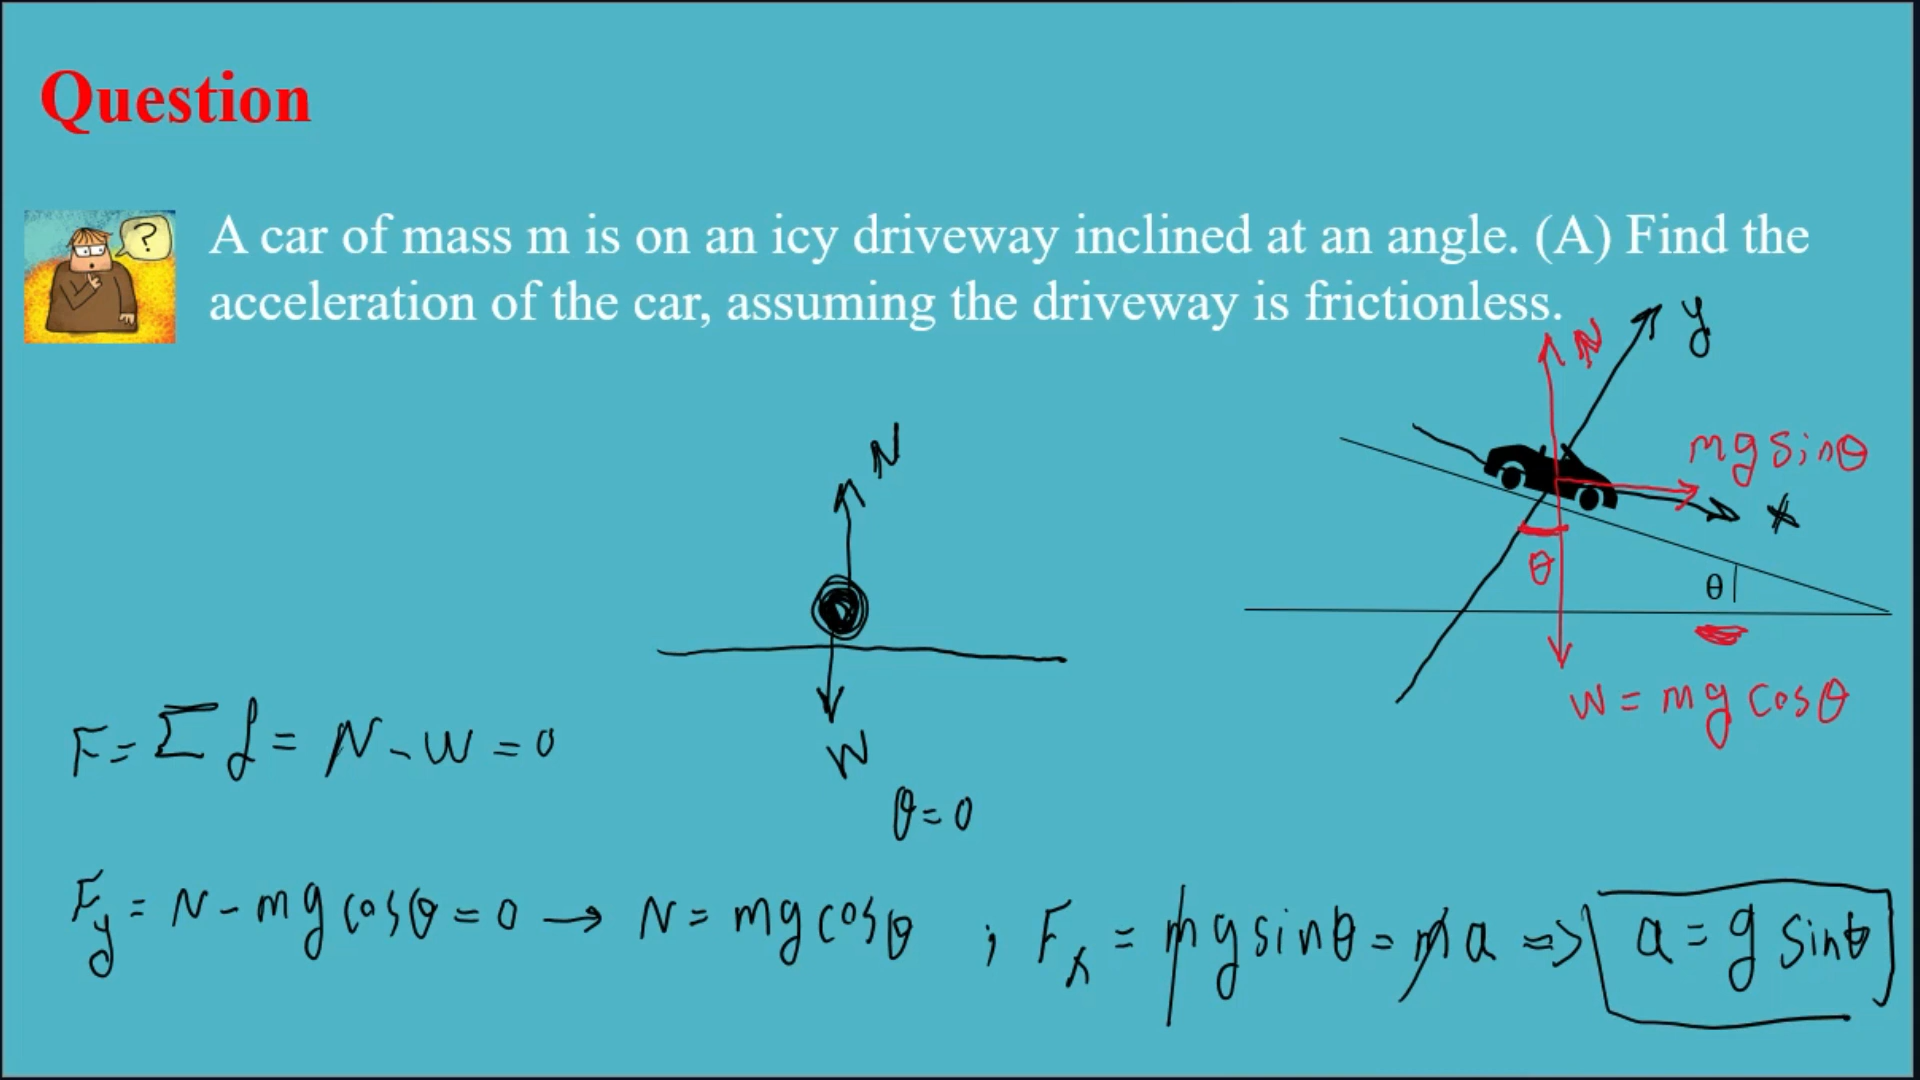 Question
?
A car of mass m is on an icy driveway inclined at an angle. (A) Find the
acceleration of the car, assuming the driveway is frictionless.
y
N
mg sinθ
x
θ
θ
W = mg cosθ
N
W
θ = 0
F = Σ f = N - W = 0
Fy = N - mg cosθ = 0 → N = mg cosθ ; Fx = mg sinθ = ma ⇒ a = g sinθ